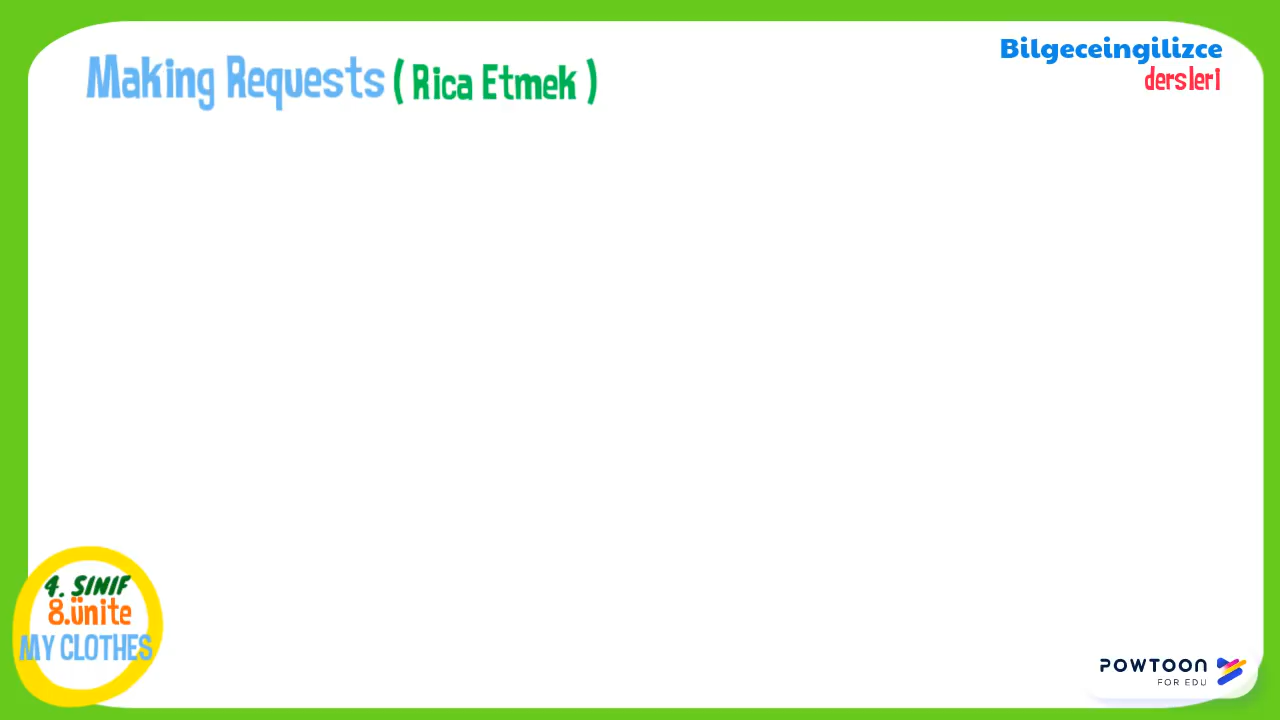 Making Requests ( Rica Etmek )
Bilgeceingilizce
dersleri
4. SINIF
8.ünite
MY CLOTHES
POWTOON
FOR EDU